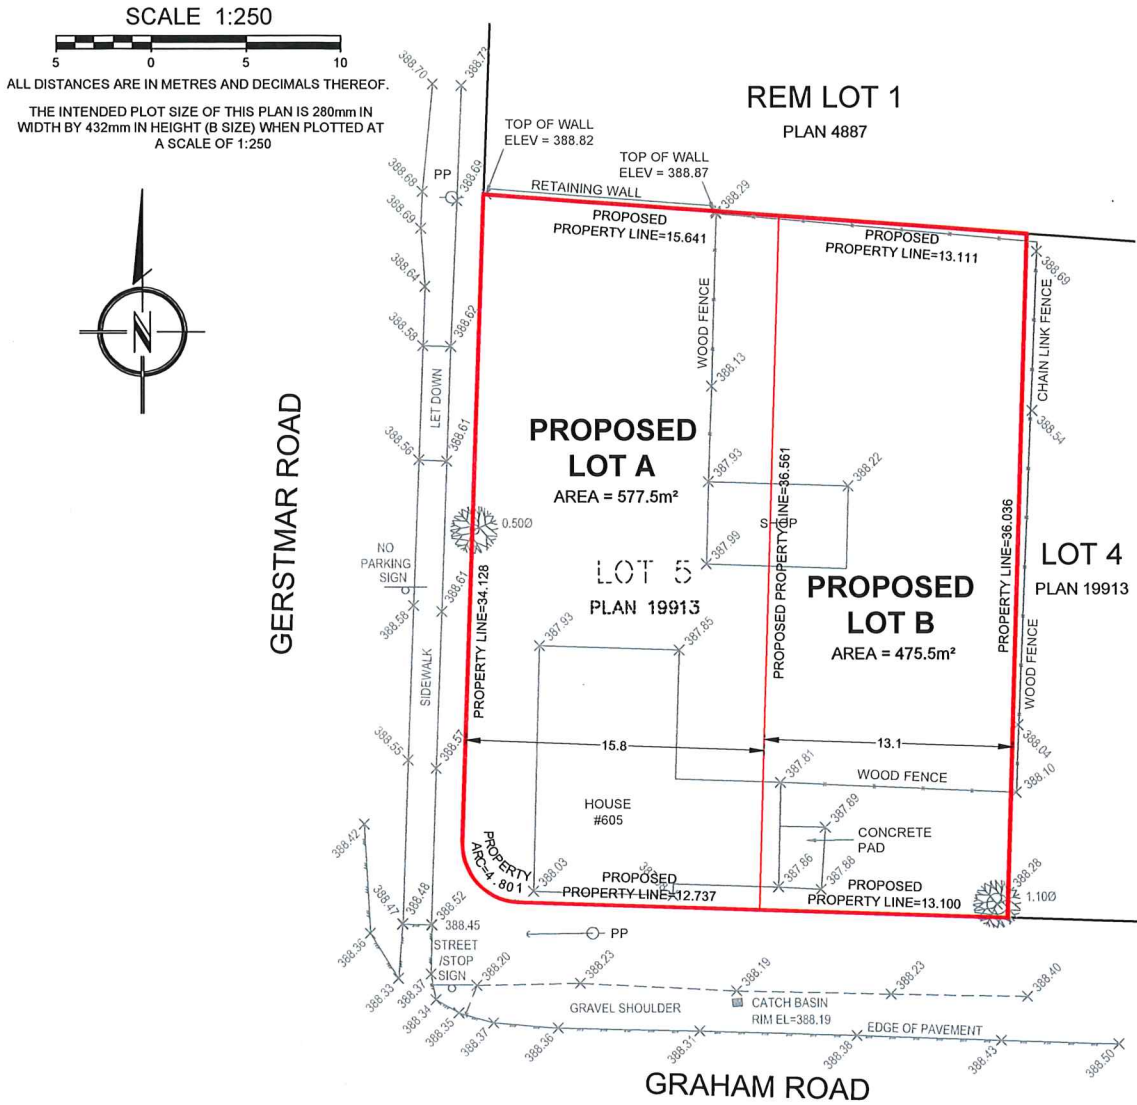 SCALE 1:250
5 0 5 10
ALL DISTANCES ARE IN METRES AND DECIMALS THEREOF.
THE INTENDED PLOT SIZE OF THIS PLAN IS 280mm IN
WIDTH BY 432mm IN HEIGHT (B SIZE) WHEN PLOTTED AT
A SCALE OF 1:250
388.70
388.73
REM LOT 1
PLAN 4887
TOP OF WALL
ELEV = 388.82
TOP OF WALL
ELEV = 388.87
388.68
PP
388.69
RETAINING WALL
388.29
388.69
PROPOSED
PROPERTY LINE=15.641
PROPOSED
PROPERTY LINE=13.111
388.69
388.64
N
388.58
388.62
WOOD FENCE
CHAIN LINK FENCE
LET DOWN
388.13
388.54
GERSTMAR ROAD
388.56
388.61
PROPOSED
LOT A
AREA = 577.5m²
387.93
388.22
PROPOSED PROPERTY LINE=36.561
0.50Ø
387.99
PROPERTY LINE=36.036
NO
PARKING
SIGN
388.61
388.58
PROPERTY LINE=34.128
LOT 5
PLAN 19913
PROPOSED
LOT B
AREA = 475.5m²
LOT 4
PLAN 19913
387.93
387.85
SIDEWALK
WOOD FENCE
388.55
388.57
15.8
13.1
388.04
388.10
387.81
WOOD FENCE
HOUSE
#605
387.89
CONCRETE
PAD
388.42
PROPERTY
ARC=4.801
388.03
PROPOSED
PROPERTY LINE=12.737
387.86
387.88
PROPOSED
PROPERTY LINE=13.100
388.28
1.10Ø
388.47
388.48
388.52
388.45
388.36
STREET
/STOP
SIGN
PP
388.33
388.37
388.20
388.23
388.19
388.23
388.40
388.34
388.35
388.37
388.36
GRAVEL SHOULDER
CATCH BASIN
RIM EL=388.19
388.31
388.38
EDGE OF PAVEMENT
388.43
388.50
GRAHAM ROAD